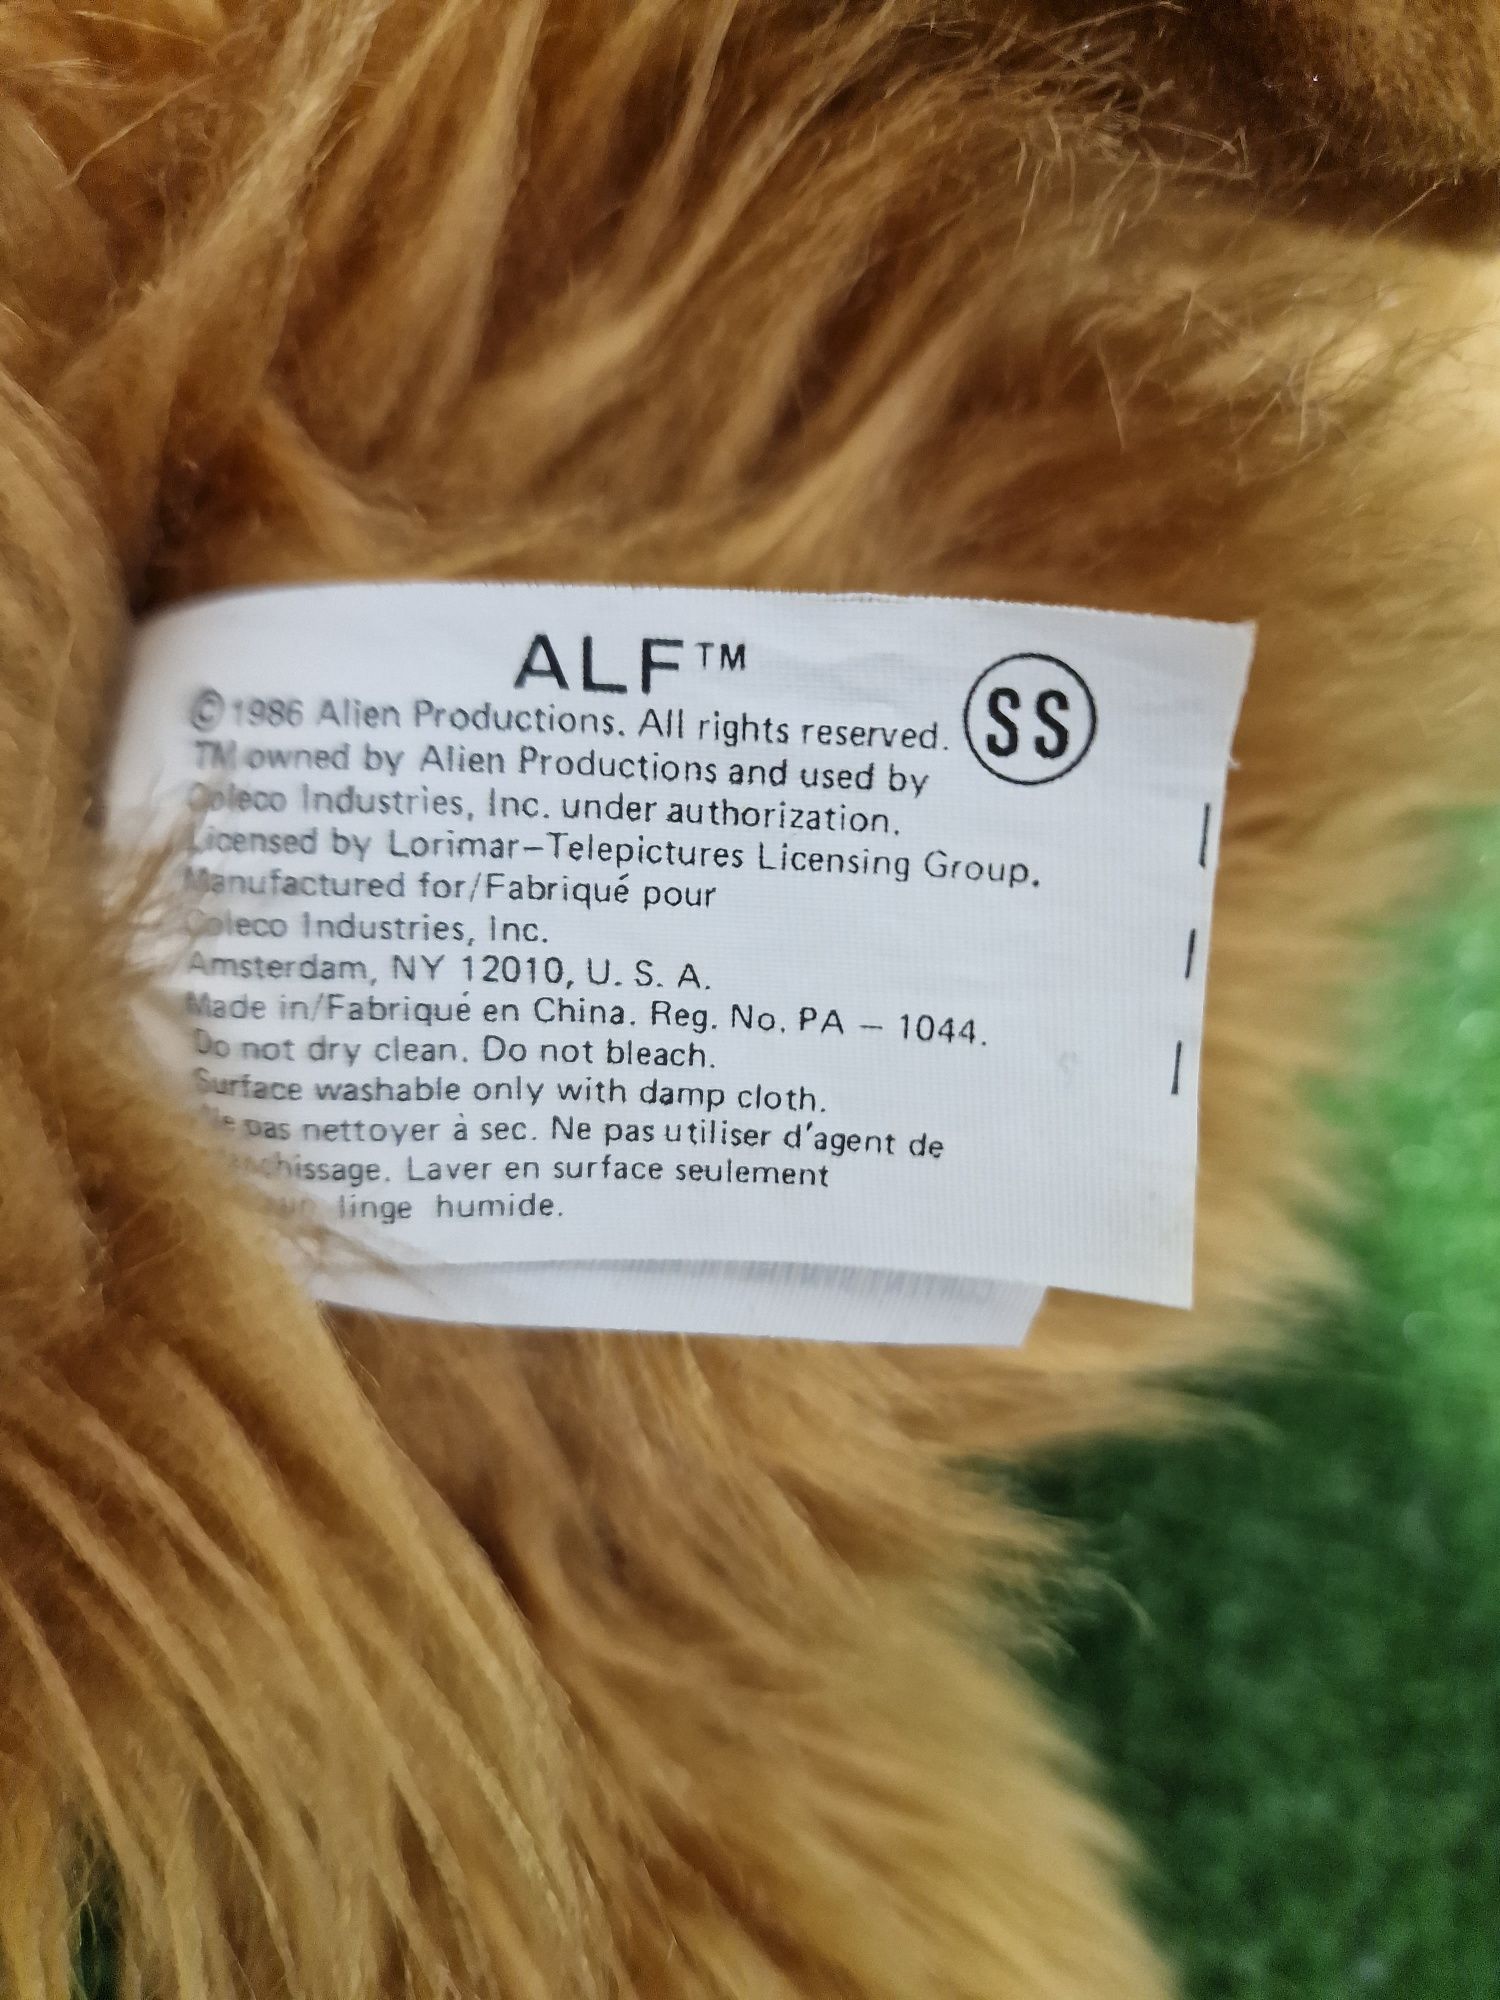 ALF™
SS
©1986 Alien Productions. All rights reserved.
TM owned by Alien Productions and used by
Coleco Industries, Inc. under authorization.
Licensed by Lorimar–Telepictures Licensing Group.
Manufactured for/Fabriqué pour
Coleco Industries, Inc.
Amsterdam, NY 12010, U. S. A.
Made in/Fabriqué en China. Reg. No. PA – 1044.
Do not dry clean. Do not bleach.
Surface washable only with damp cloth.
Ne pas nettoyer à sec. Ne pas utiliser d'agent de
Laver en surface seulement
linge humide.